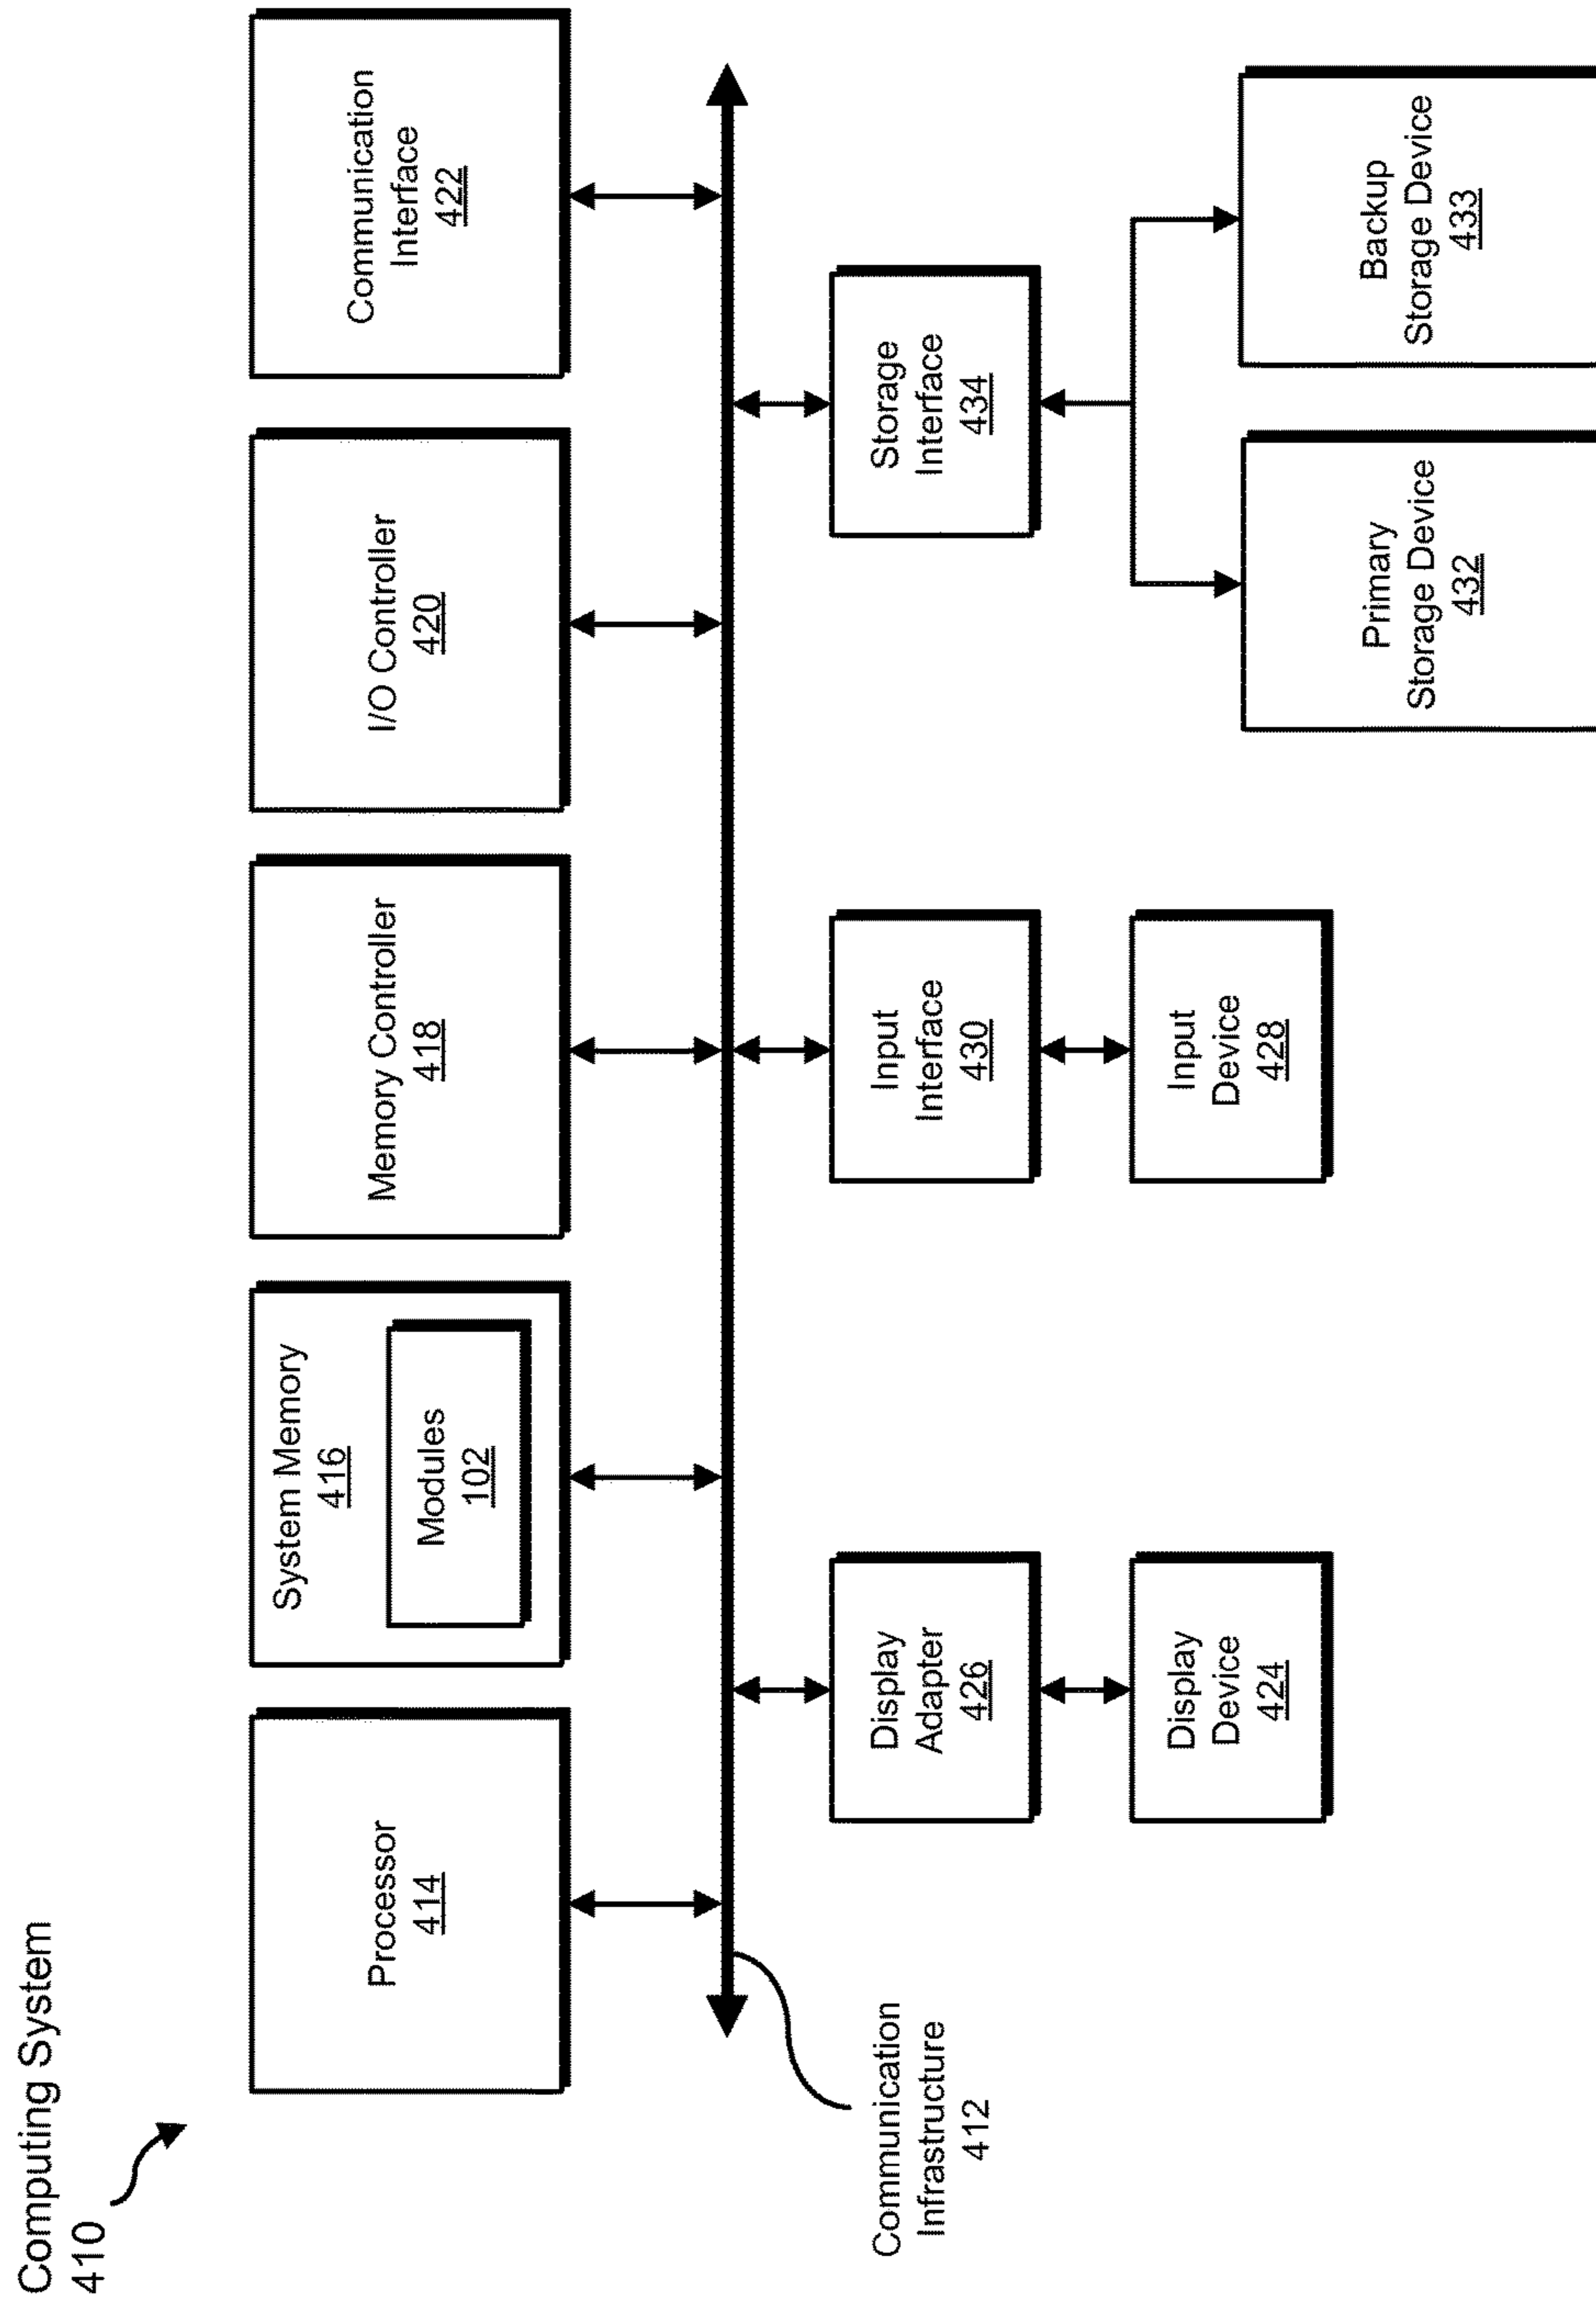 Computing System
410
Processor
414
System Memory
416
Modules
102
Memory Controller
418
I/O Controller
420
Communication
Interface
422
Communication
Infrastructure
412
Display
Adapter
426
Input
Interface
430
Storage
Interface
434
Display
Device
424
Input
Device
428
Primary
Storage Device
432
Backup
Storage Device
433